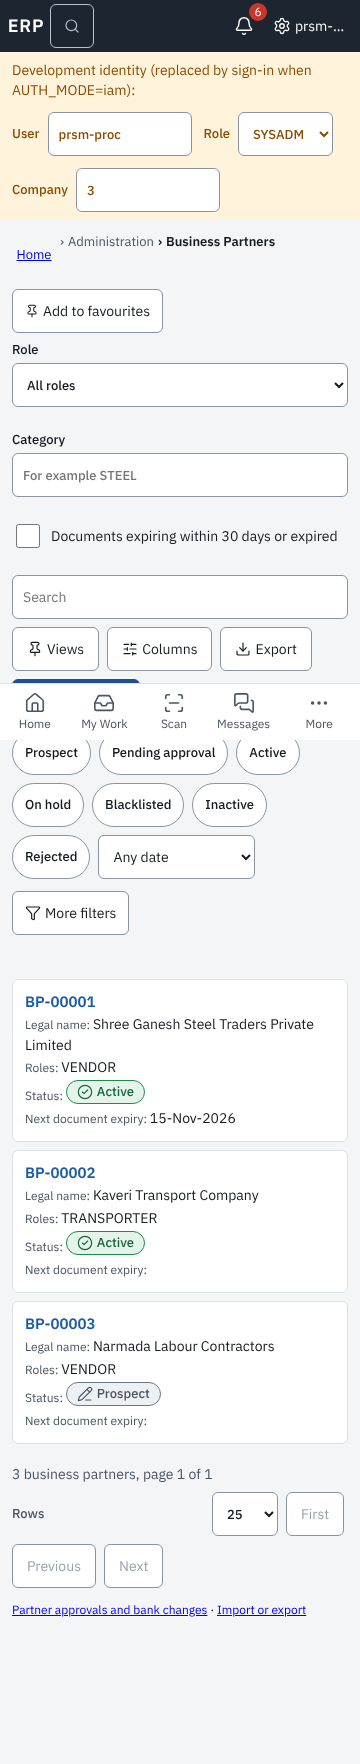 ERP
6
prsm-...
Development identity (replaced by sign-in when
AUTH_MODE=iam):
User prsm-proc Role SYSADM
Company 3
Home › Administration › Business Partners
Add to favourites
Role
All roles
Category
For example STEEL
Documents expiring within 30 days or expired
Search
Views Columns Export
Home My Work Scan Messages More
Prospect Pending approval Active
On hold Blacklisted Inactive
Rejected Any date
More filters
BP-00001
Legal name: Shree Ganesh Steel Traders Private
Limited
Roles: VENDOR
Status: Active
Next document expiry: 15-Nov-2026
BP-00002
Legal name: Kaveri Transport Company
Roles: TRANSPORTER
Status: Active
Next document expiry:
BP-00003
Legal name: Narmada Labour Contractors
Roles: VENDOR
Status: Prospect
Next document expiry:
3 business partners, page 1 of 1
Rows 25 First
Previous Next
Partner approvals and bank changes · Import or export